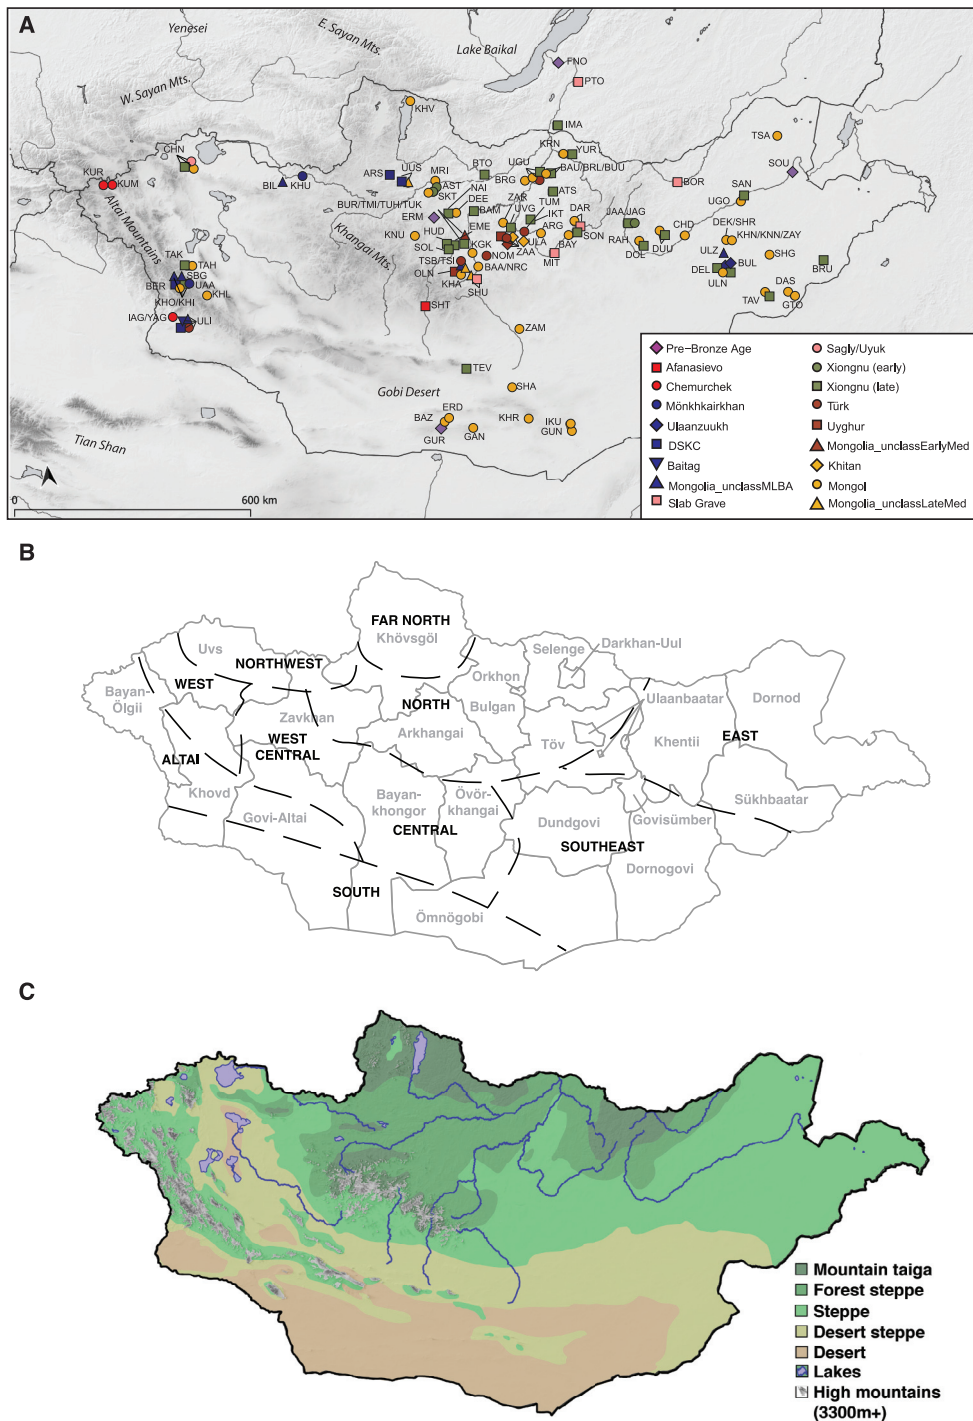 A
Yenesei
E. Sayan Mts.
Lake Baikal
W. Sayan Mts.
FNO
PTO
KHV
IMA
TSA
CHN
KRN
YUR
SOU
KUR
KUM
BIL
KHU
ARS
UUS
MRI
BTO
UGU
BRG
BAU/BRL/BUU
BOR
SAN
UGO
BUR/TMI/TUH/TUK
AST
SKT
NAI
DEE
ZAR
TUM
ATS
UVG
IKT
DAR
JAA
JAG
CHD
DEK/SHR
KHN/KNN/ZAY
Altai Mountains
Khangai Mts.
ERM
BAM
EME
HUD
KNU
SOL
KGK
ULA
ARG
BAY
SON
RAH
DOL
DUU
ULZ
BUL
SHG
BRU
TAK
TAH
SBG
BER
UAA
KHL
KHO/KHI
TSB/TSI
NOM
ZAA
MIT
OLN
BAA/NRC
KHA
SHU
DEL
ULN
DAS
TAV
GTO
IAG/YAG
ULI
SHT
ZAM
TEV
SHA
Gobi Desert
ERD
BAZ
KHR
IKU
GUR
GAN
GUN
Tian Shan
0
600 km
Pre−Bronze Age
Afanasievo
Chemurchek
Mönkhkairkhan
Ulaanzuukh
DSKC
Baitag
Mongolia_unclassMLBA
Slab Grave
Sagly/Uyuk
Xiongnu (early)
Xiongnu (late)
Türk
Uyghur
Mongolia_unclassEarlyMed
Khitan
Mongol
Mongolia_unclassLateMed
B
FAR NORTH
Khövsgöl
Uvs
NORTHWEST
Selenge
Darkhan-Uul
Bayan-
Ölgii
WEST
Orkhon
Bulgan
Ulaanbaatar
Dornod
Zavkhan
NORTH
Arkhangai
WEST
CENTRAL
Töv
Khentii
EAST
ALTAI
Khovd
Govi-Altai
Bayan-
khongor
Övör-
khangai
CENTRAL
Dundgovi
Govisümber
Sükhbaatar
SOUTHEAST
Dornogovi
SOUTH
Ömnögobi
C
Mountain taiga
Forest steppe
Steppe
Desert steppe
Desert
Lakes
High mountains
(3300m+)